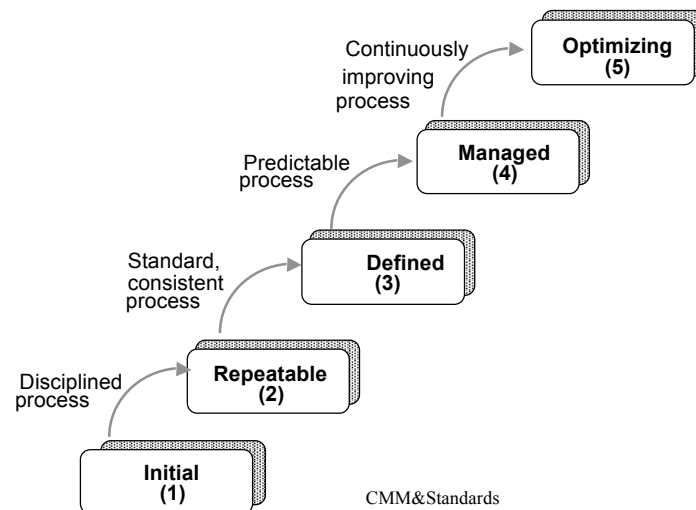 Continuously
improving
process
Optimizing
(5)
Predictable
process
Managed
(4)
Standard,
consistent
process
Defined
(3)
Disciplined
process
Repeatable
(2)
Initial
(1)
CMM&Standards